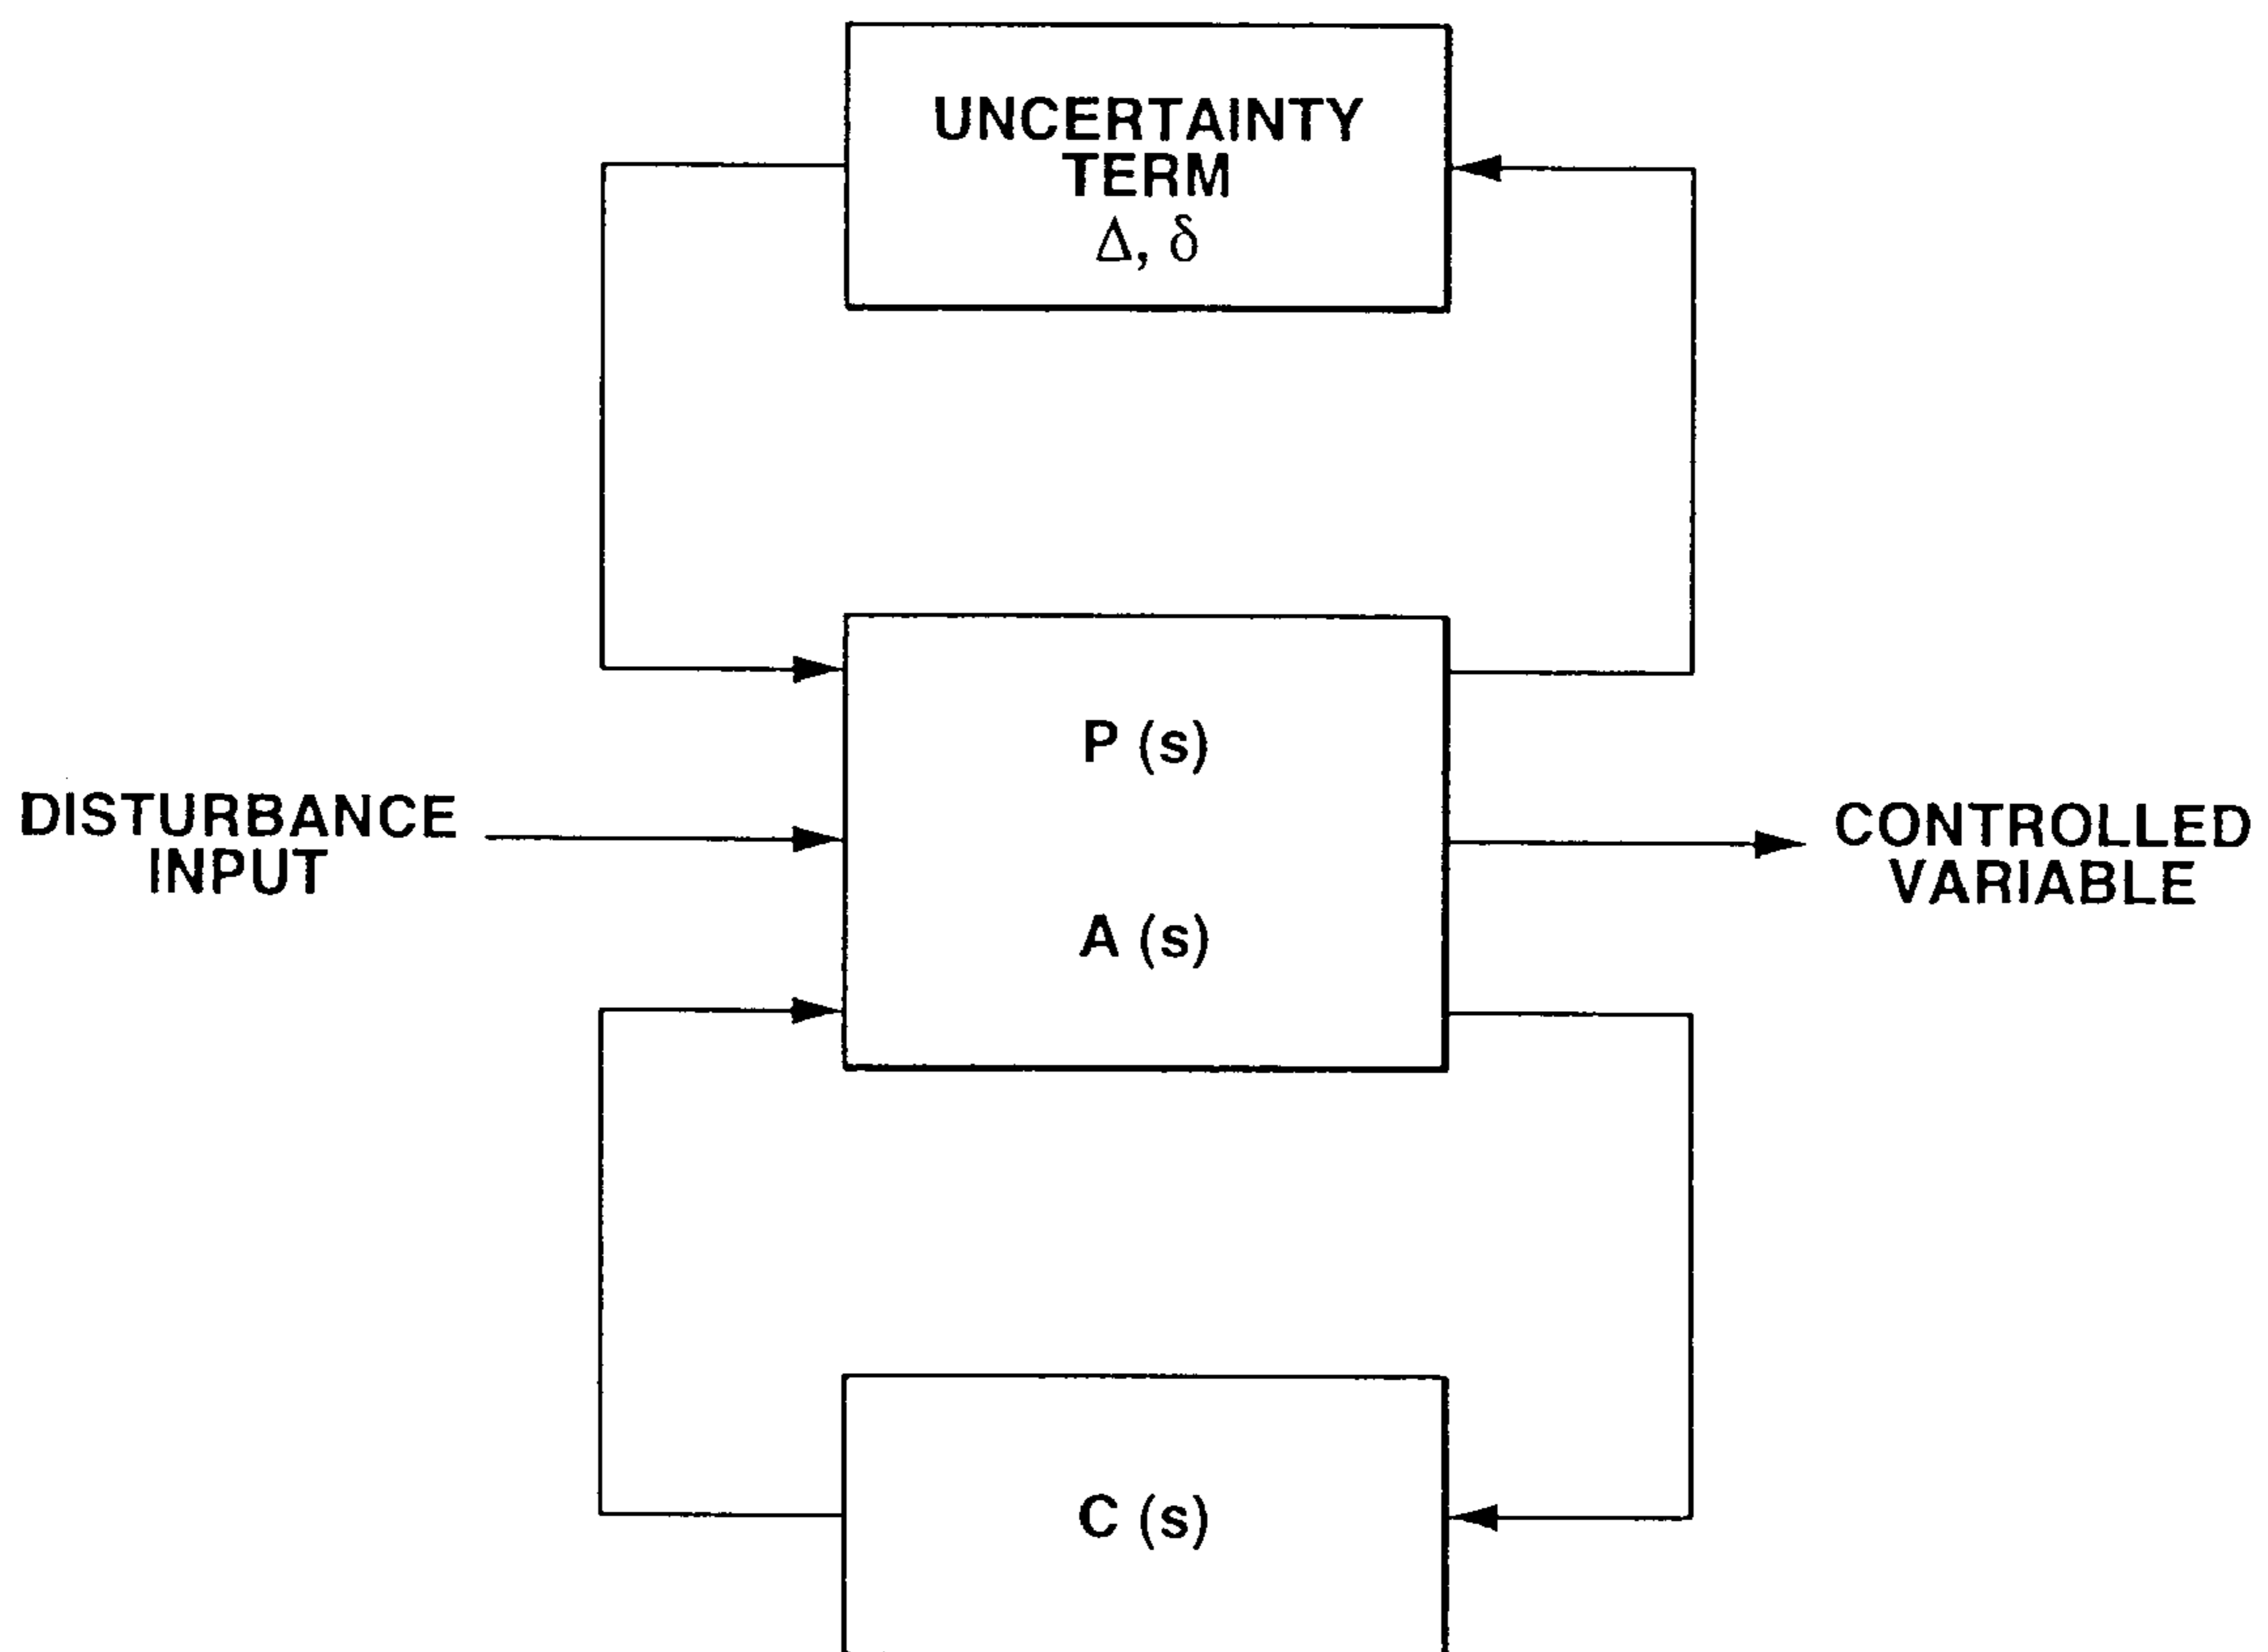 UNCERTAINTY
TERM
Δ, δ
P (s)
DISTURBANCE
INPUT
CONTROLLED
VARIABLE
A (s)
C (s)